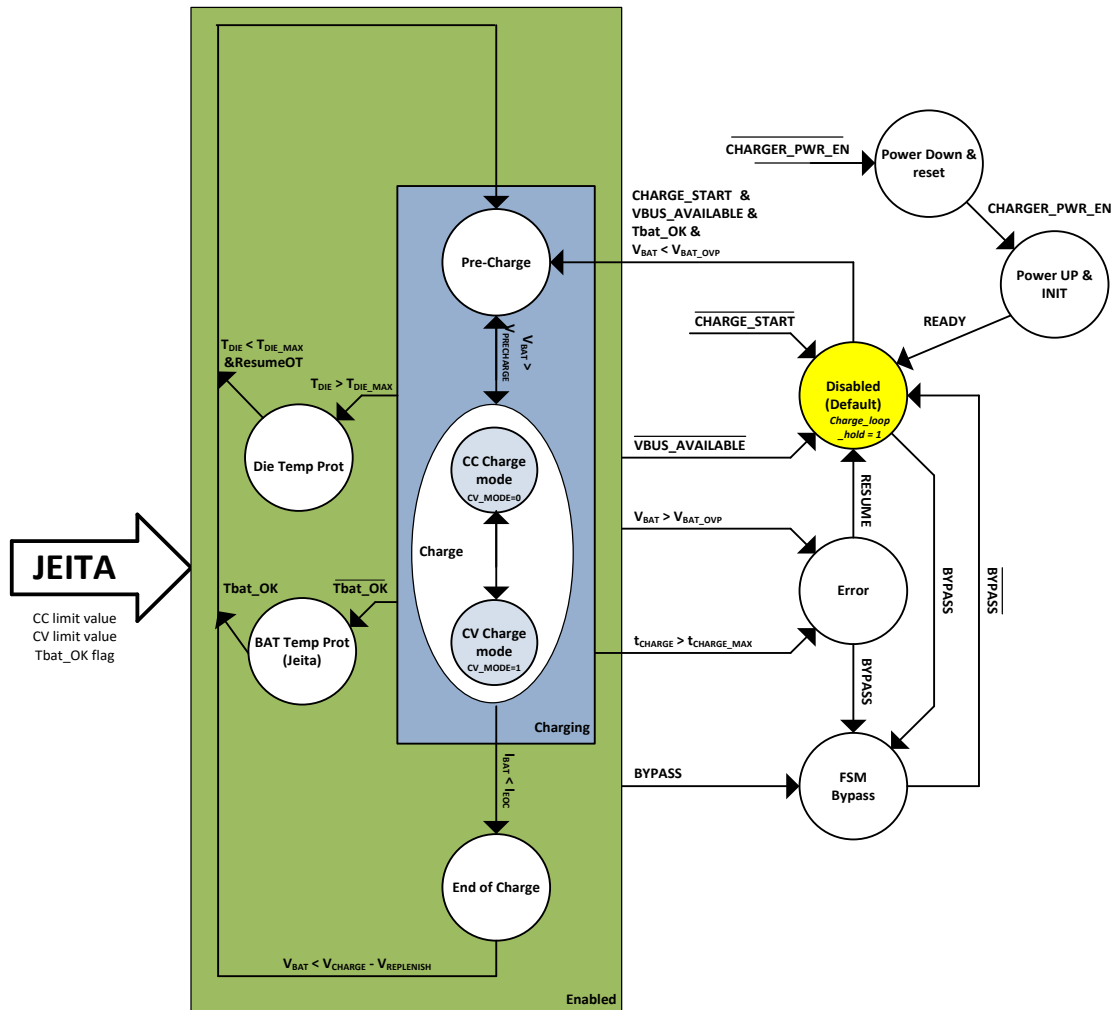 CHARGER_PWR_EN
Power Down &
reset
CHARGER_PWR_EN
Power UP &
INIT
READY
CHARGE_START &
VBUS_AVAILABLE &
Tbat_OK &
VBAT < VBAT_OVP
Pre-Charge
CHARGE_START
VBAT >
VPRECHARGE
TDIE < TDIE_MAX
&ResumeOT
TDIE > TDIE_MAX
Disabled
(Default)
Charge_loop
_hold = 1
Die Temp Prot
CC Charge
mode
CV_MODE=0
VBUS_AVAILABLE
RESUME
VBAT > VBAT_OVP
Charge
JEITA
CC limit value
CV limit value
Tbat_OK flag
Tbat_OK
Tbat_OK
BAT Temp Prot
(Jeita)
CV Charge
mode
CV_MODE=1
Error
BYPASS
BYPASS
tCHARGE > tCHARGE_MAX
BYPASS
Charging
IBAT < IEOC
BYPASS
FSM
Bypass
End of Charge
VBAT < VCHARGE - VREPLENISH
Enabled